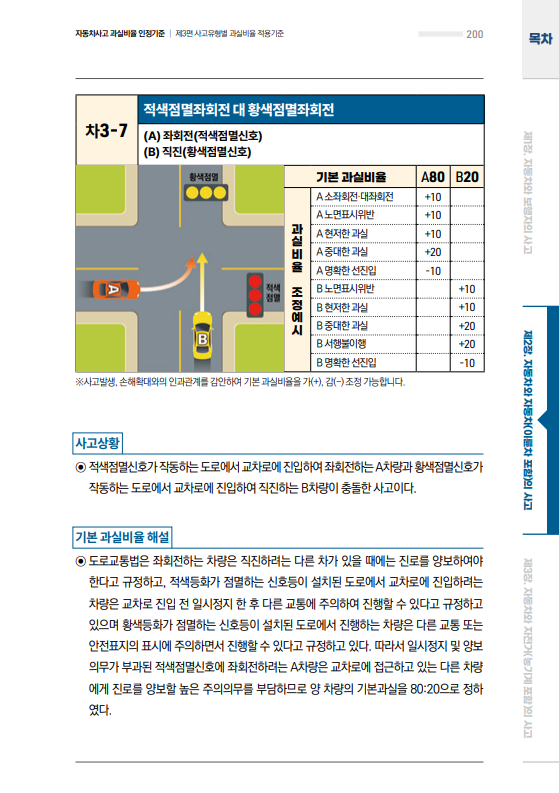 자동차사고 과실비율 인정기준 | 제3편 사고유형별 과실비율 적용기준
200
목차
차3-7
적색점멸좌회전 대 황색점멸좌회전
(A) 좌회전(적색점멸신호)
(B) 직진(황색점멸신호)
황색점멸
적색
점멸
A
B
기본 과실비율 A80 B20
과실비율 조정예시
A 소좌회전·대좌회전 +10
A 노면표시위반 +10
A 현저한 과실 +10
A 중대한 과실 +20
A 명확한 선진입 -10
B 노면표시위반 +10
B 현저한 과실 +10
B 중대한 과실 +20
B 서행불이행 +20
B 명확한 선진입 -10
※사고발생, 손해확대와의 인과관계를 감안하여 기본 과실비율을 가(+), 감(-) 조정 가능합니다.
사고상황
◉ 적색점멸신호가 작동하는 도로에서 교차로에 진입하여 좌회전하는 A차량과 황색점멸신호가
작동하는 도로에서 교차로에 진입하여 직진하는 B차량이 충돌한 사고이다.
기본 과실비율 해설
◉ 도로교통법은 좌회전하는 차량은 직진하려는 다른 차가 있을 때에는 진로를 양보하여야
한다고 규정하고, 적색등화가 점멸하는 신호등이 설치된 도로에서 교차로에 진입하려는
차량은 교차로 진입 전 일시정지 한 후 다른 교통에 주의하여 진행할 수 있다고 규정하고
있으며 황색등화가 점멸하는 신호등이 설치된 도로에서 진행하는 차량은 다른 교통 또는
안전표지의 표시에 주의하면서 진행할 수 있다고 규정하고 있다. 따라서 일시정지 및 양보
의무가 부과된 적색점멸신호에 좌회전하려는 A차량은 교차로에 접근하고 있는 다른 차량
에게 진로를 양보할 높은 주의의무를 부담하므로 양 차량의 기본과실을 80:20으로 정하
였다.
제1장. 자동차와 보행자의 사고
제2장. 자동차와 자동차(이륜차 포함)의 사고
제3장. 자동차와 자전거(농기계 포함)의 사고